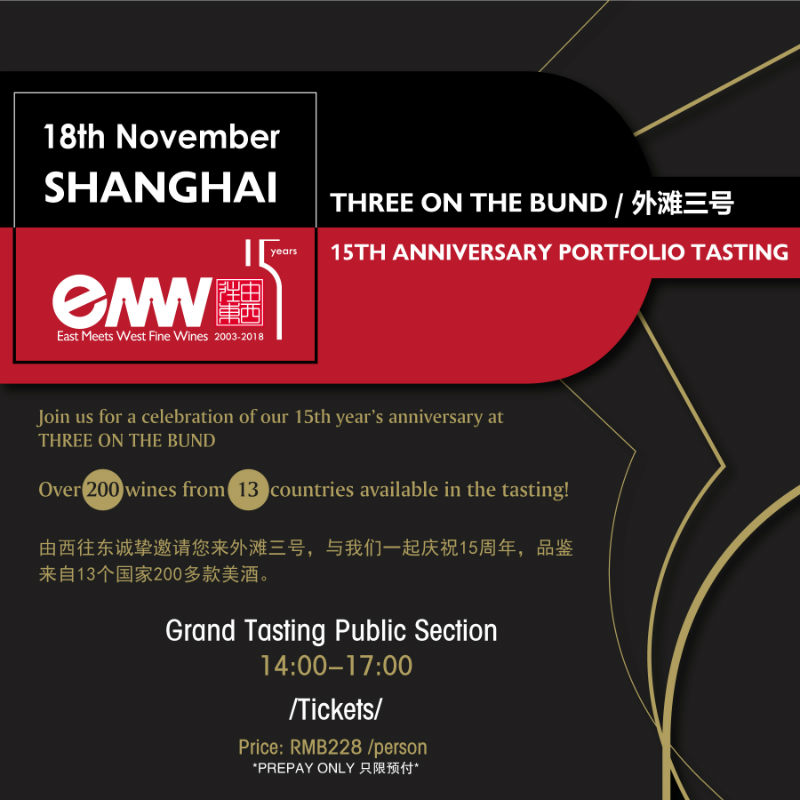 18th November
SHANGHAI
THREE ON THE BUND / 外滩三号
15TH ANNIVERSARY PORTFOLIO TASTING
15 years
emw 由西往東
East Meets West Fine Wines 2003-2018
Join us for a celebration of our 15th year's anniversary at
THREE ON THE BUND
Over 200 wines from 13 countries available in the tasting!
由西往东诚挚邀请您来外滩三号，与我们一起庆祝15周年，品鉴
来自13个国家200多款美酒。
Grand Tasting Public Section
14:00–17:00
/Tickets/
Price: RMB228 /person
*PREPAY ONLY 只限预付*